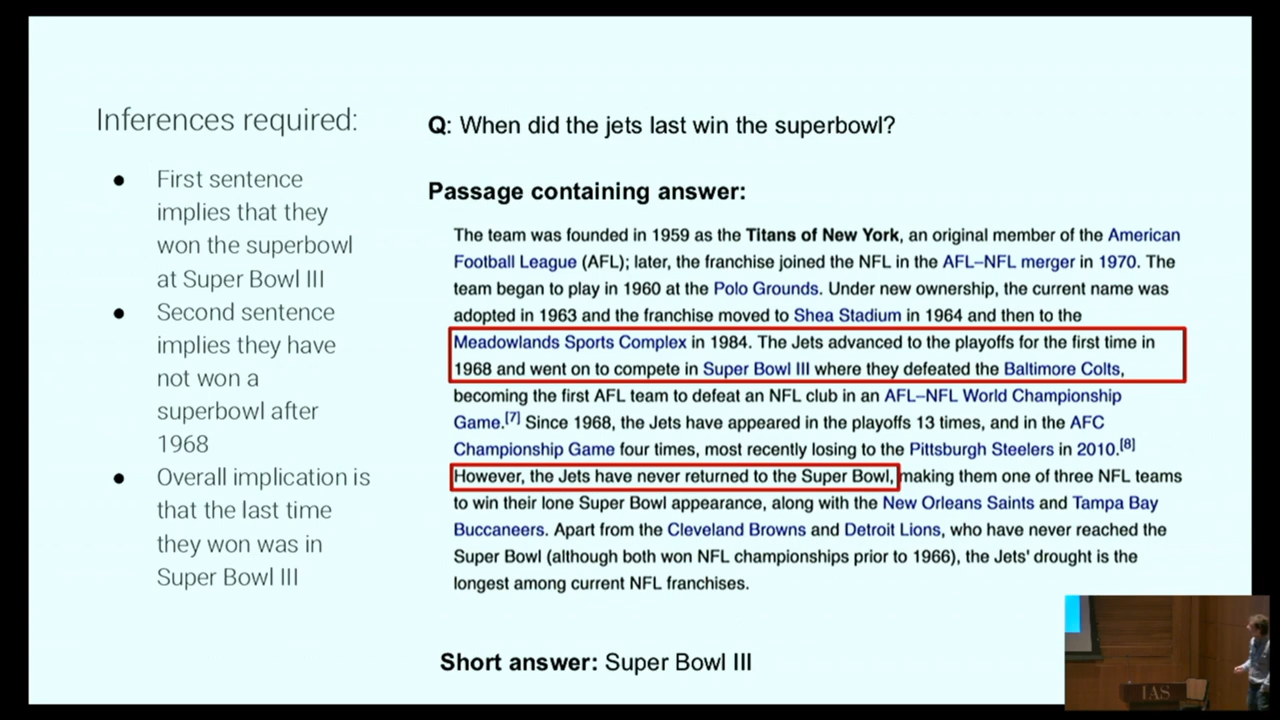 Inferences required:
● First sentence
implies that they
won the superbowl
at Super Bowl III
● Second sentence
implies they have
not won a
superbowl after
1968
● Overall implication is
that the last time
they won was in
Super Bowl III
Q: When did the jets last win the superbowl?
Passage containing answer:
The team was founded in 1959 as the Titans of New York, an original member of the American
Football League (AFL); later, the franchise joined the NFL in the AFL–NFL merger in 1970. The
team began to play in 1960 at the Polo Grounds. Under new ownership, the current name was
adopted in 1963 and the franchise moved to Shea Stadium in 1964 and then to the
Meadowlands Sports Complex in 1984. The Jets advanced to the playoffs for the first time in
1968 and went on to compete in Super Bowl III where they defeated the Baltimore Colts,
becoming the first AFL team to defeat an NFL club in an AFL–NFL World Championship
Game.[7] Since 1968, the Jets have appeared in the playoffs 13 times, and in the AFC
Championship Game four times, most recently losing to the Pittsburgh Steelers in 2010.[8]
However, the Jets have never returned to the Super Bowl, making them one of three NFL teams
to win their lone Super Bowl appearance, along with the New Orleans Saints and Tampa Bay
Buccaneers. Apart from the Cleveland Browns and Detroit Lions, who have never reached the
Super Bowl (although both won NFL championships prior to 1966), the Jets' drought is the
longest among current NFL franchises.
Short answer: Super Bowl III
IAS